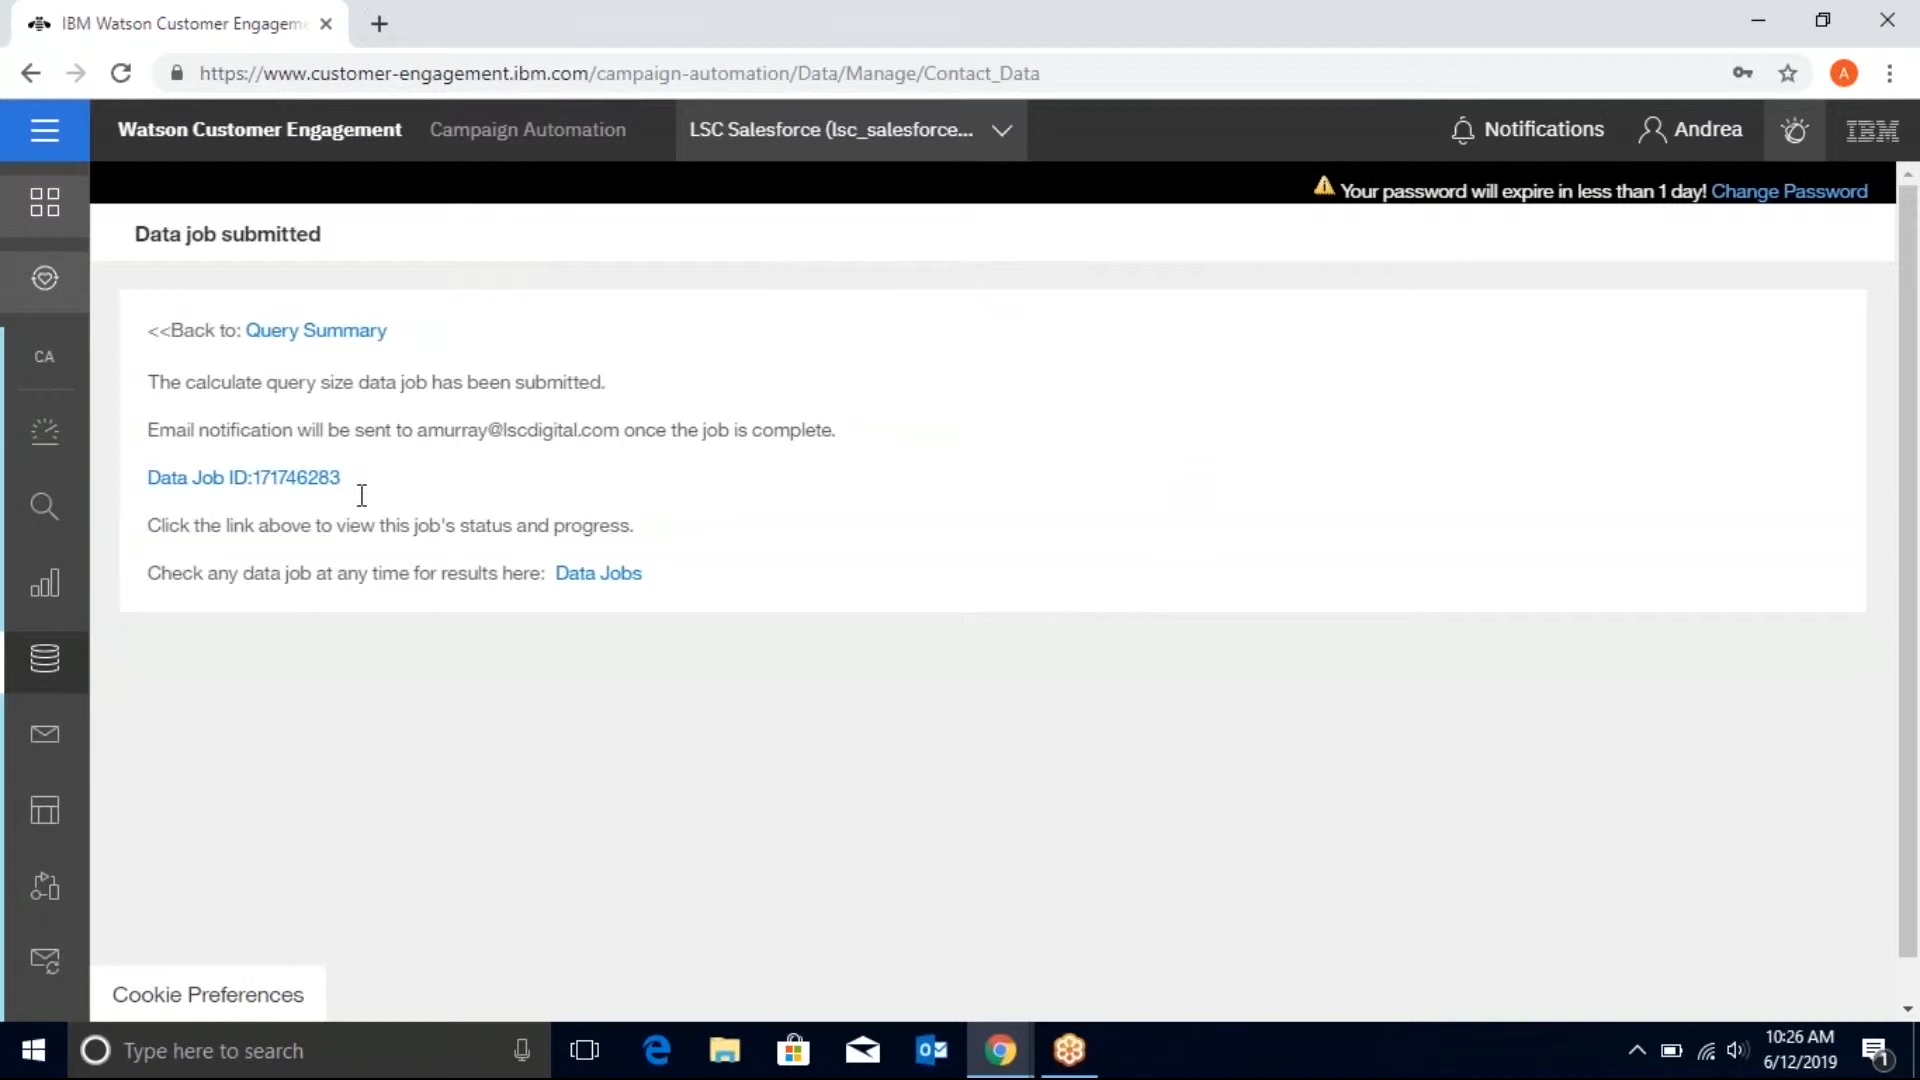 IBM Watson Customer Engagem
https://www.customer-engagement.ibm.com/campaign-automation/Data/Manage/Contact_Data
A
Watson Customer Engagement
Campaign Automation
LSC Salesforce (lsc_salesforce...
Notifications
Andrea
IBM
Your password will expire in less than 1 day! Change Password
Data job submitted
<<Back to: Query Summary
CA
The calculate query size data job has been submitted.
Email notification will be sent to amurray@lscdigital.com once the job is complete.
Data Job ID:171746283
Click the link above to view this job's status and progress.
Check any data job at any time for results here: Data Jobs
Cookie Preferences
Type here to search
10:26 AM
6/12/2019
1